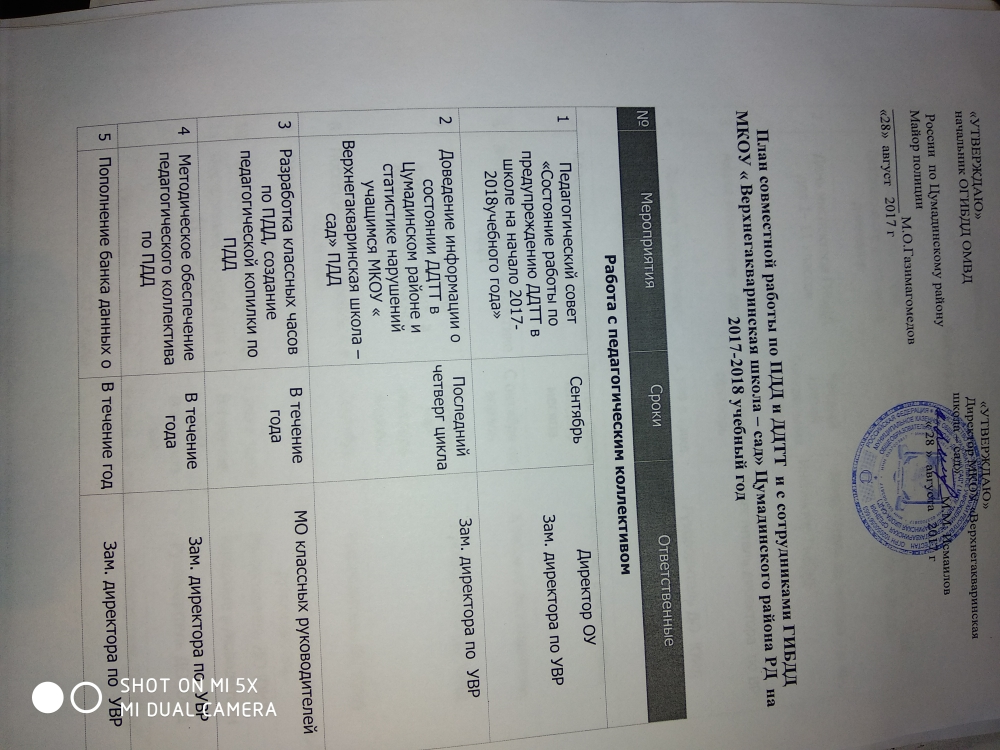 «УТВЕРЖДАЮ»
начальник ОГИБДД ОМВД
России по Цумадинскому району
Майор полиции
М.О.Газимагомедов
«28» август 2017 г
«УТВЕРЖДАЮ»
Директор МКОУ «Верхнегакваринская
школа – сад»
М.М. Исмаилов
« 28 » августа 2017 г
План совместной работы по ПДД и ДДТТ и с сотрудниками ГИБДД
МКОУ « Верхнегакваринская школа – сад» Цумадинского района РД на
2017-2018 учебный год
№ Мероприятия Сроки Ответственные
Работа с педагогическим коллективом
1 Педагогический совет
«Состояние работы по
предупреждению ДДТТ в
школе на начало 2017-
2018учебного года»
Сентябрь
Директор ОУ
Зам. директора по УВР
2 Доведение информации о
состоянии ДДТТ в
Цумадинском районе и
статистике нарушений
учащимся МКОУ «
Верхнегакваринская школа –
сад» ПДД
Последний
четверг цикла
Зам. директора по УВР
3 Разработка классных часов
по ПДД, создание
педагогической копилки по
ПДД
В течение
года
МО классных руководителей
4 Методическое обеспечение
педагогического коллектива
по ПДД
В течение
года
Зам. директора по УВР
5 Пополнение банка данных о
В течение год
Зам. директора по УВР
SHOT ON MI 5X
MI DUAL CAMERA